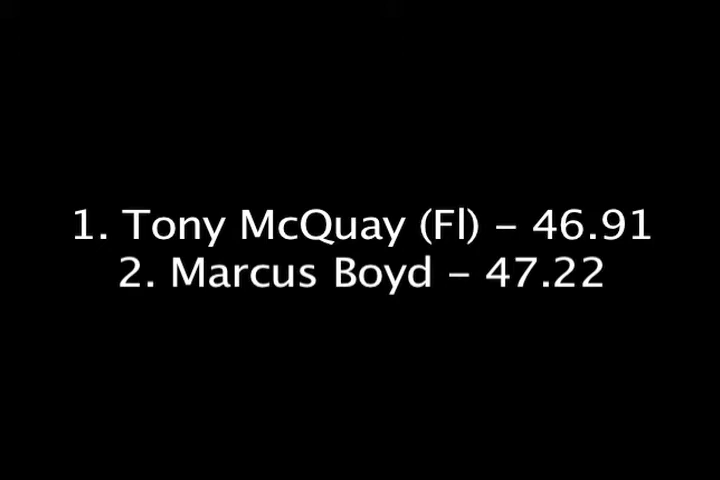 1. Tony McQuay (Fl) – 46.91
2. Marcus Boyd – 47.22